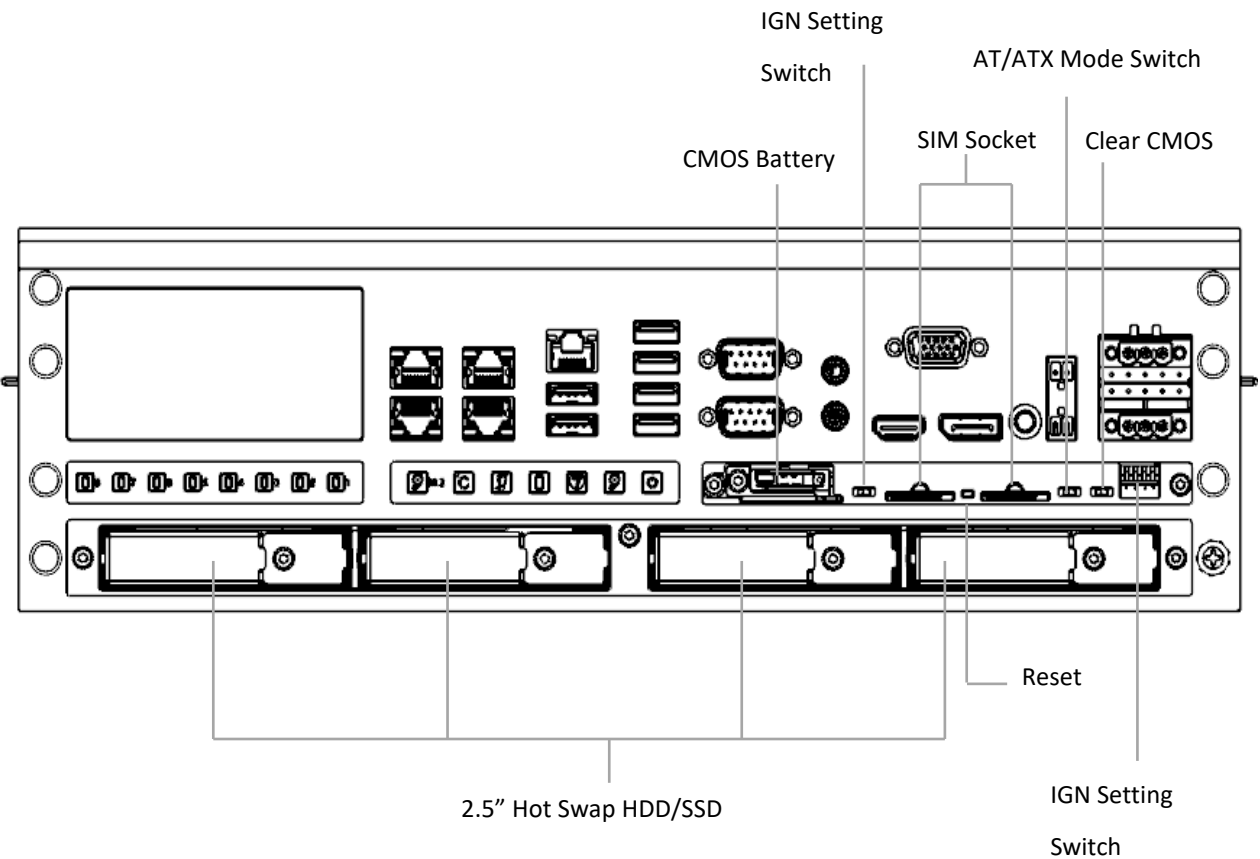 IGN Setting
Switch
AT/ATX Mode Switch
SIM Socket
Clear CMOS
CMOS Battery
Reset
2.5” Hot Swap HDD/SSD
IGN Setting
Switch